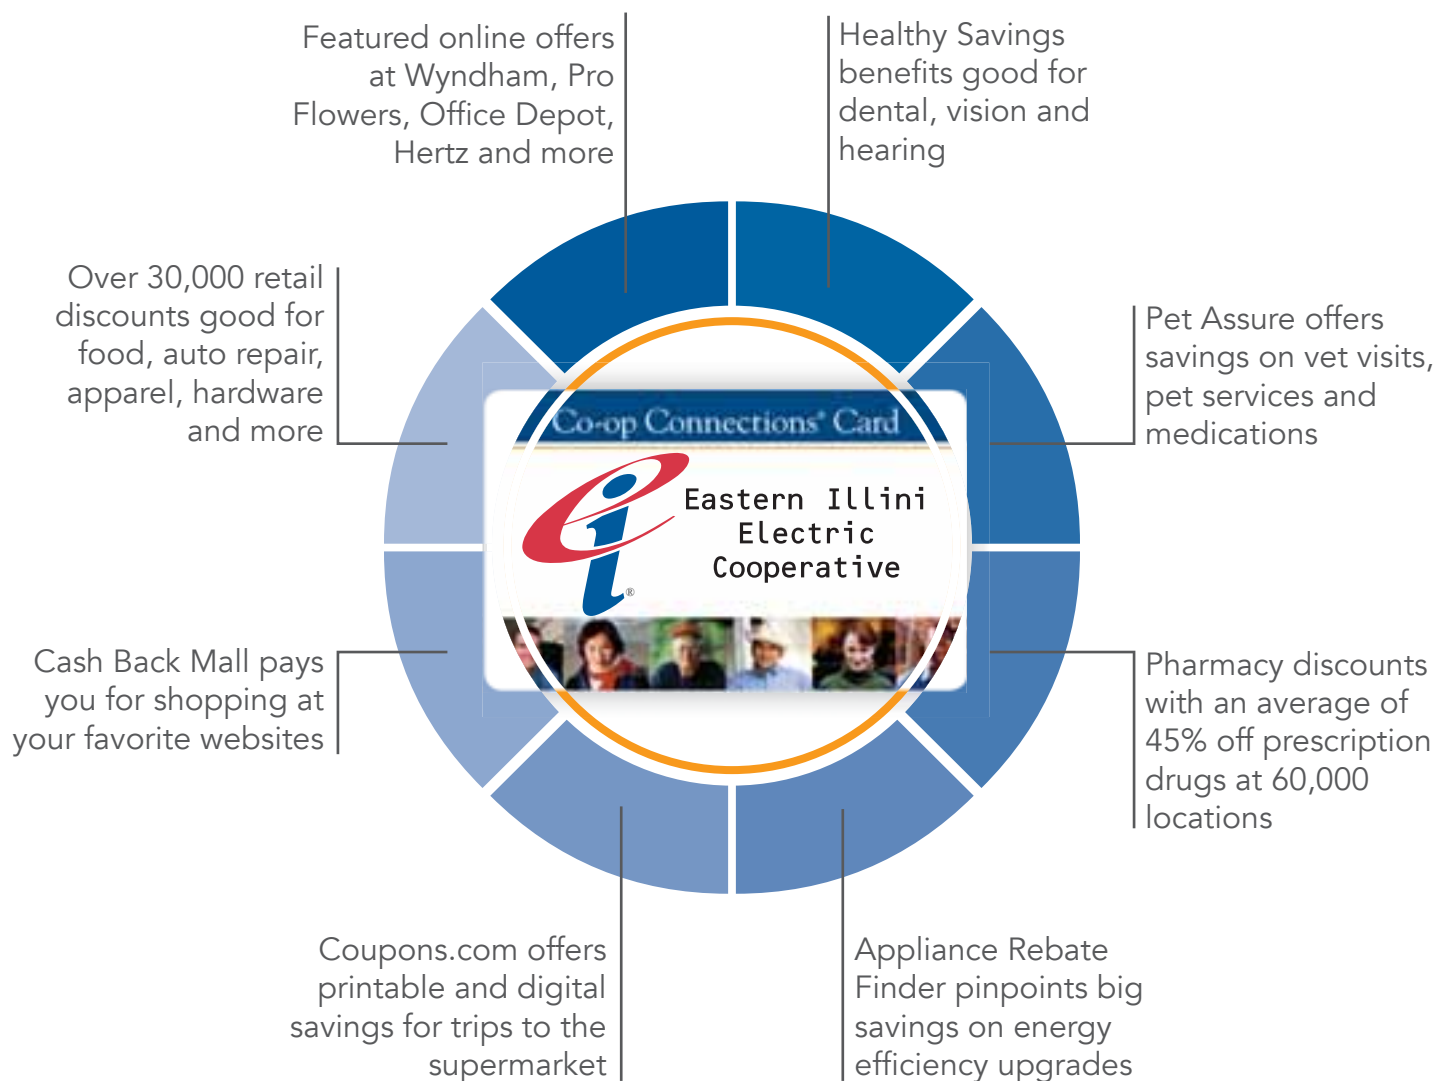 Featured online offers
at Wyndham, Pro
Flowers, Office Depot,
Hertz and more
Healthy Savings
benefits good for
dental, vision and
hearing
Over 30,000 retail
discounts good for
food, auto repair,
apparel, hardware
and more
Pet Assure offers
savings on vet visits,
pet services and
medications
Co-op Connections® Card
Eastern Illini
Electric
Cooperative
®
Cash Back Mall pays
you for shopping at
your favorite websites
Pharmacy discounts
with an average of
45% off prescription
drugs at 60,000
locations
Coupons.com offers
printable and digital
savings for trips to the
supermarket
Appliance Rebate
Finder pinpoints big
savings on energy
efficiency upgrades